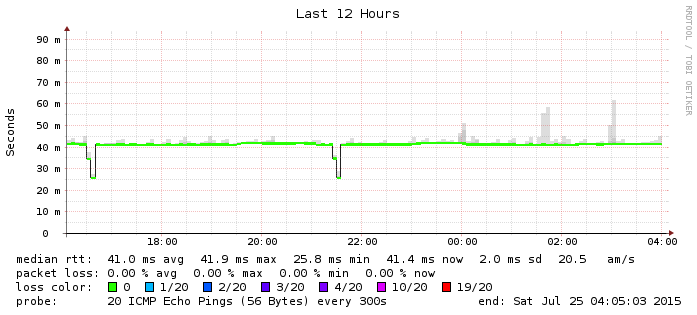 Last 12 Hours
RRDTOOL / TOBI OETIKER
Seconds
90 m
80 m
70 m
60 m
50 m
40 m
30 m
20 m
10 m
0
18:00 20:00 22:00 00:00 02:00 04:00
median rtt: 41.0 ms avg 41.9 ms max 25.8 ms min 41.4 ms now 2.0 ms sd 20.5 am/s
packet loss: 0.00 % avg 0.00 % max 0.00 % min 0.00 % now
loss color: 0 1/20 2/20 3/20 4/20 10/20 19/20
probe: 20 ICMP Echo Pings (56 Bytes) every 300s end: Sat Jul 25 04:05:03 2015